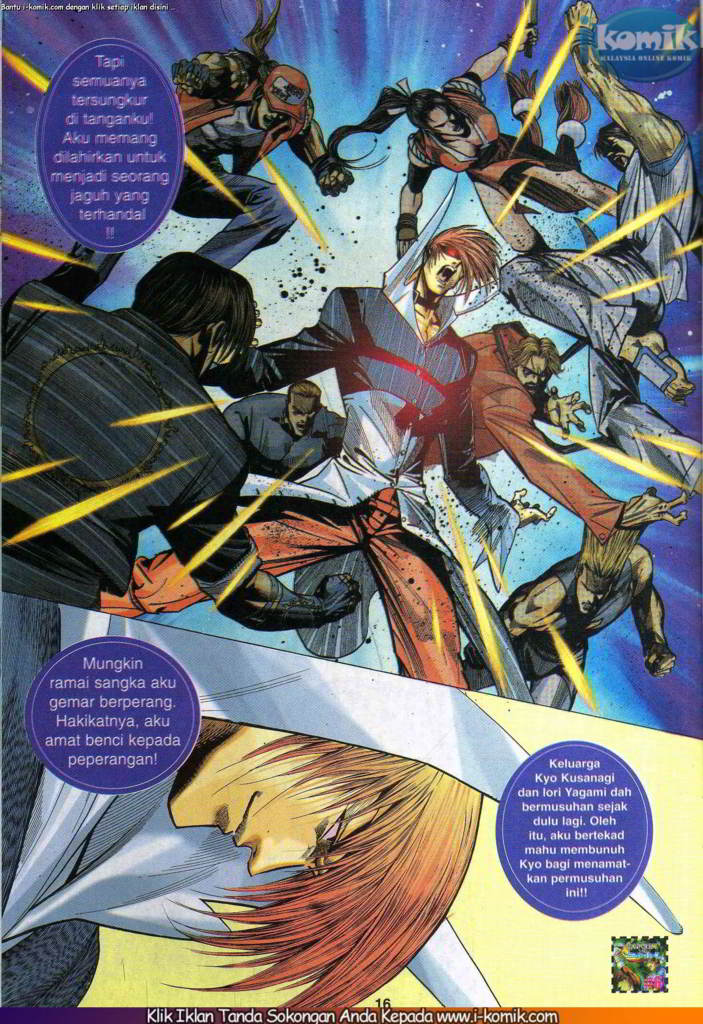 Bantu i-komik.com dengan klik setiap iklan disini ...
ikomik
MALAYSIA ONLINE KOMIK
Tapi
semuanya
tersungkur
di tanganku!
Aku memang
dilahirkan untuk
menjadi seorang
jaguh yang
terhandal
!!
Mungkin
ramai sangka aku
gemar berperang.
Hakikatnya, aku
amat benci kepada
peperangan!
Keluarga
Kyo Kusanagi
dan Iori Yagami dah
bermusuhan sejak
dulu lagi. Oleh
itu, aku bertekad
mahu membunuh
Kyo bagi menamat-
kan permusuhan
ini!!
16
Klik Iklan Tanda Sokongan Anda Kepada www.i-komik.com